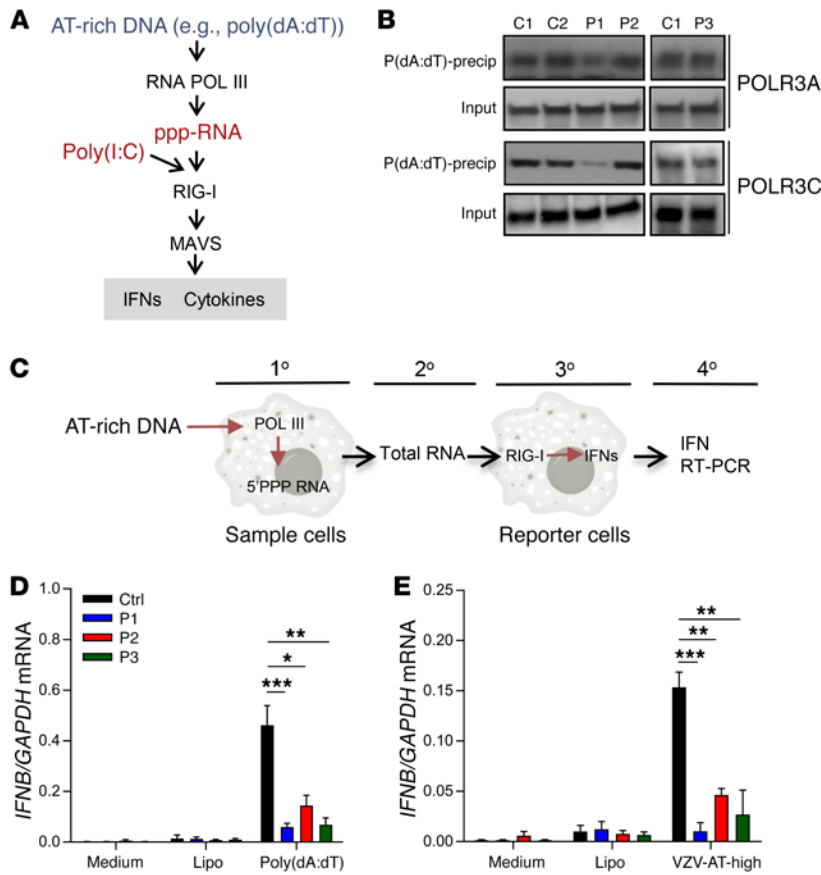 A
AT-rich DNA (e.g., poly(dA:dT))
RNA POL III
ppp-RNA
Poly(I:C)
RIG-I
MAVS
IFNs Cytokines
B
C1 C2 P1 P2 C1 P3
P(dA:dT)-precip
Input
POLR3A
P(dA:dT)-precip
Input
POLR3C
C
1º 2º 3º 4º
AT-rich DNA
POL III
5'PPP RNA
Total RNA
RIG-I
IFNs
IFN
RT-PCR
Sample cells
Reporter cells
D
IFNB/GAPDH mRNA
1.0
0.8
0.6
0.4
0.2
0.0
Ctrl
P1
P2
P3
**
*
***
Medium Lipo Poly(dA:dT)
E
IFNB/GAPDH mRNA
0.25
0.20
0.15
0.10
0.05
0.00
**
**
***
Medium Lipo VZV-AT-high